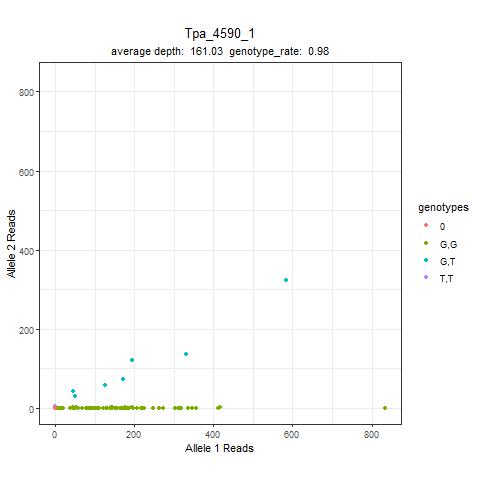 Tpa_4590_1
average depth: 161.03 genotype_rate: 0.98
800
600
400
200
0
Allele 2 Reads
0 200 400 600 800
Allele 1 Reads
genotypes
0
G,G
G,T
T,T